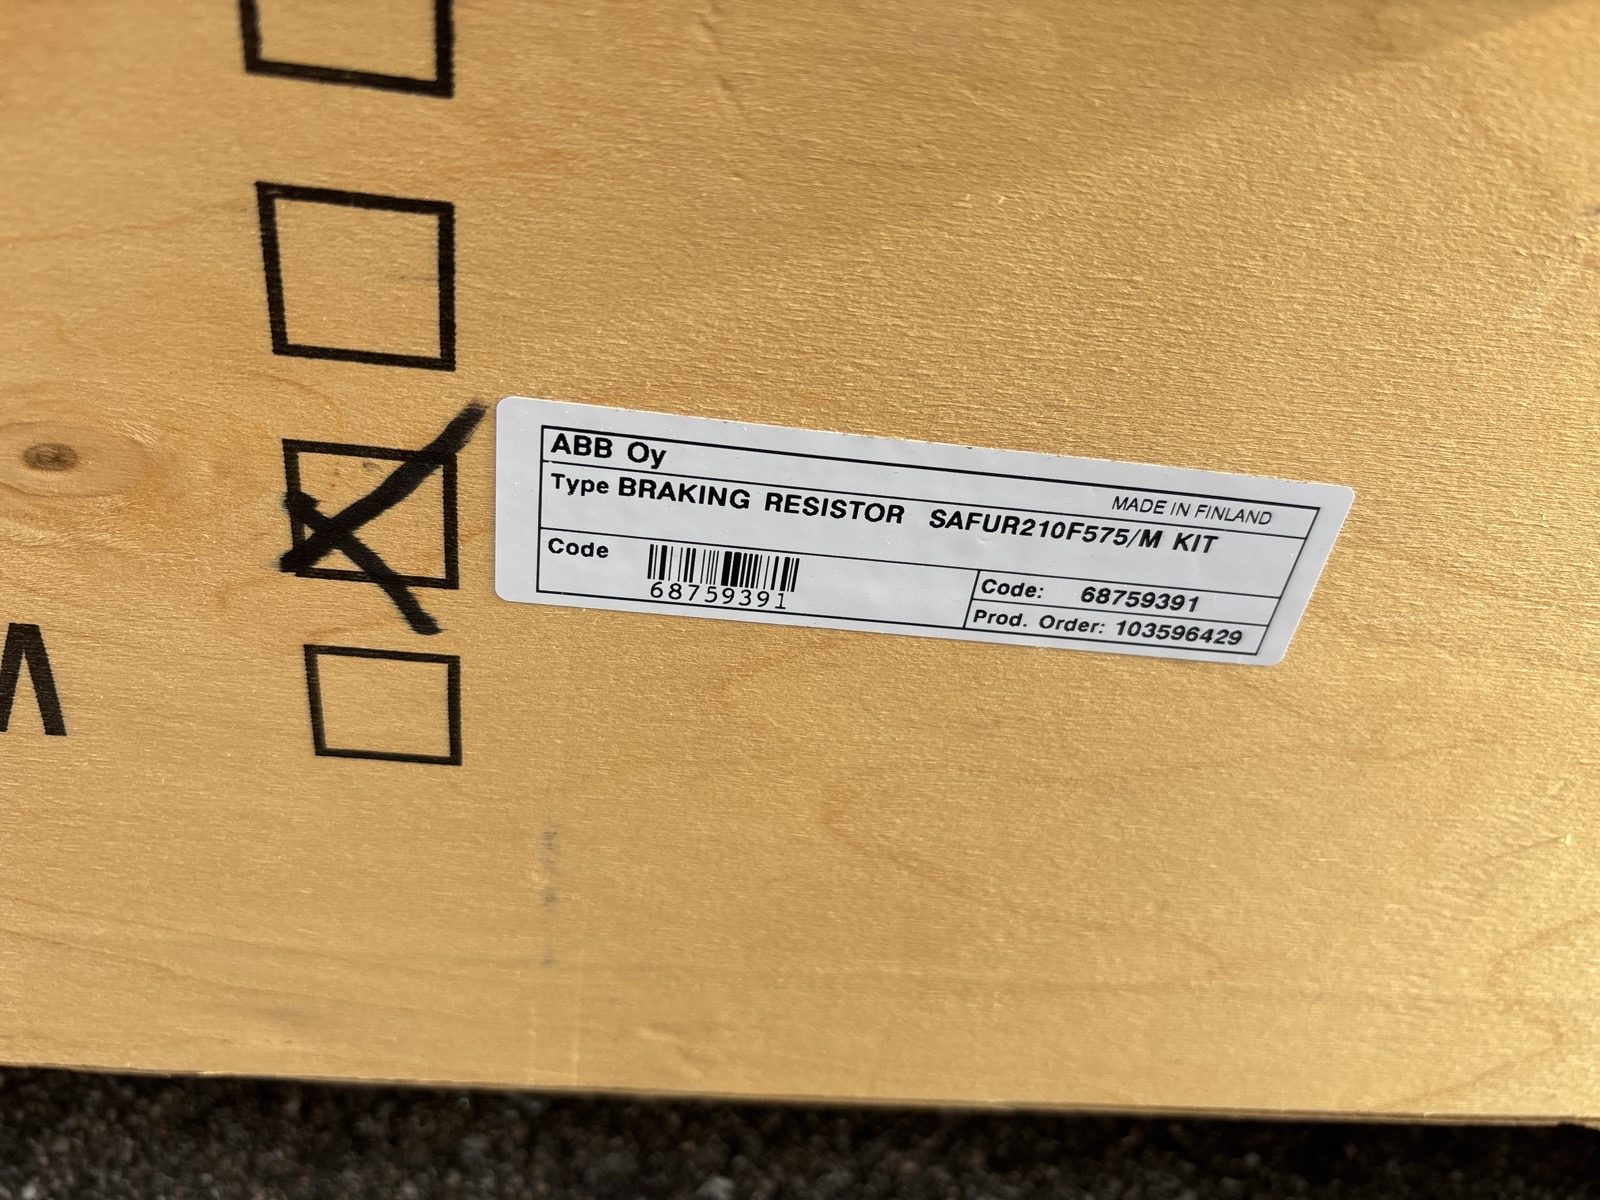 ABB Oy
MADE IN FINLAND
Type BRAKING RESISTOR SAFUR210F575/M KIT
Code
68759391
Code: 68759391
Prod. Order: 103596429